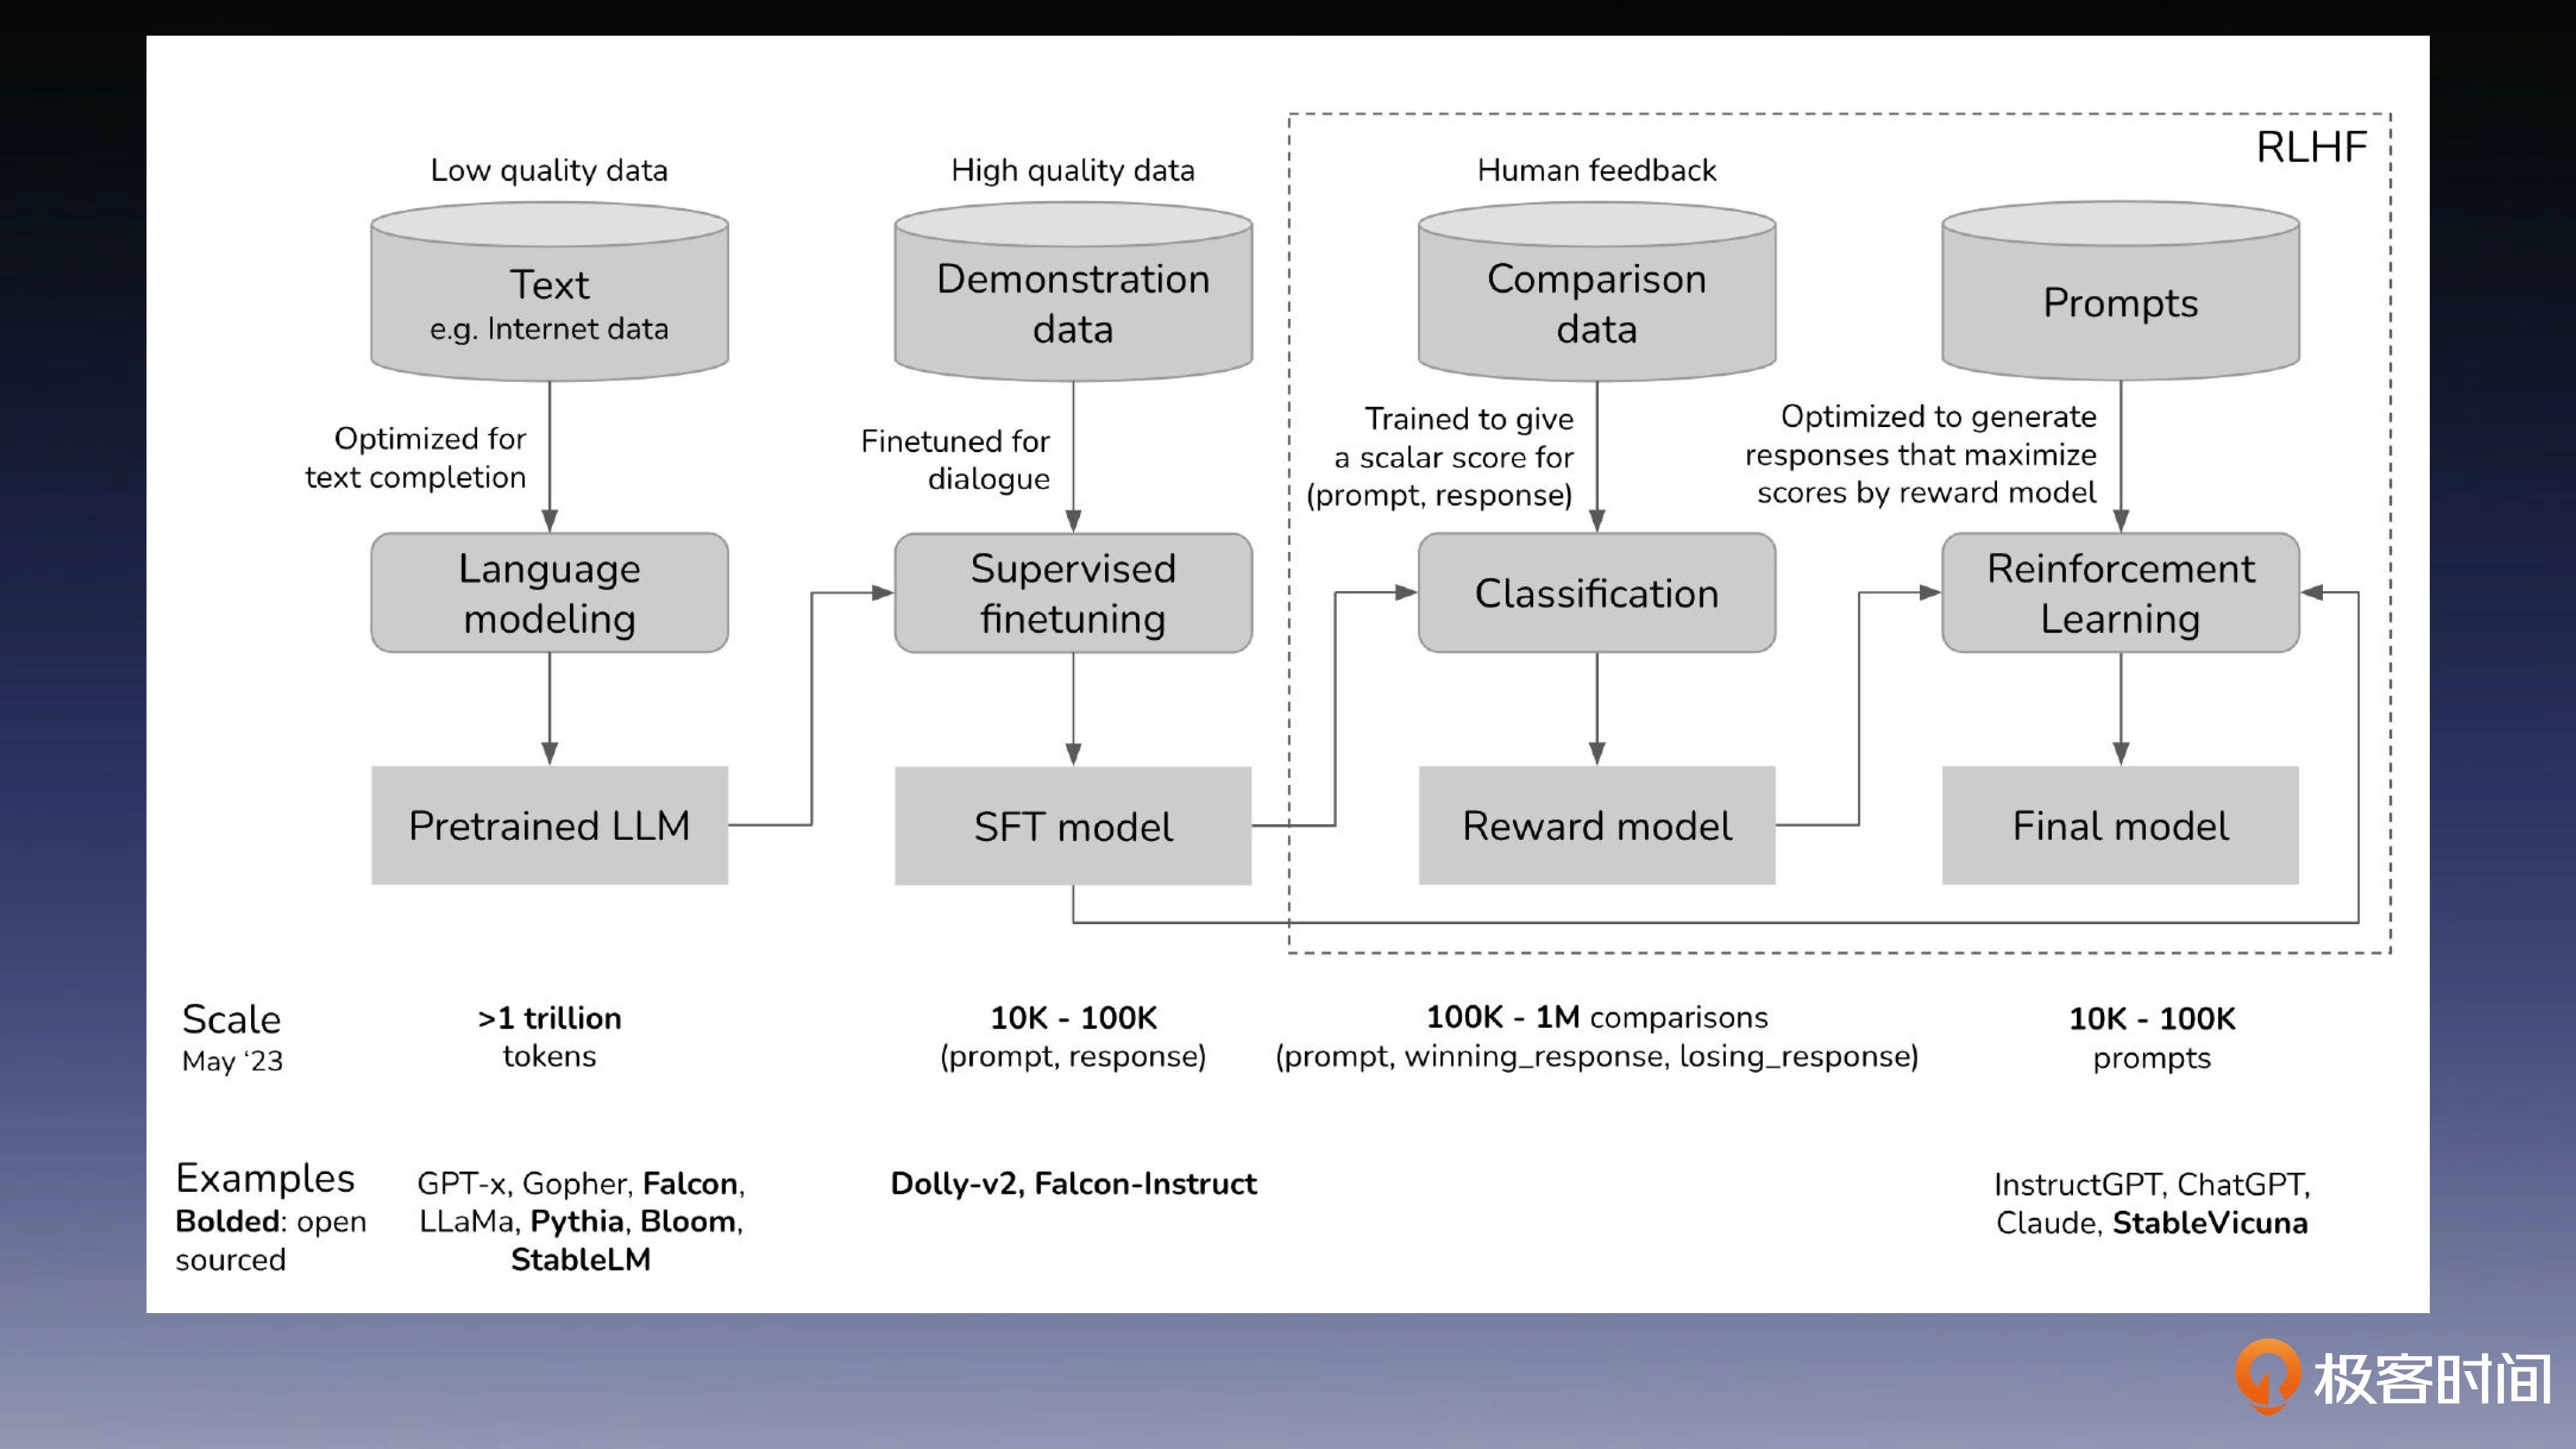 RLHF
Low quality data
High quality data
Human feedback
Text
e.g. Internet data
Demonstration
data
Comparison
data
Prompts
Optimized for
text completion
Finetuned for
dialogue
Trained to give
a scalar score for
(prompt, response)
Optimized to generate
responses that maximize
scores by reward model
Language
modeling
Supervised
finetuning
Classification
Reinforcement
Learning
Pretrained LLM
SFT model
Reward model
Final model
Scale
May ‘23
>1 trillion
tokens
10K - 100K
(prompt, response)
100K - 1M comparisons
(prompt, winning_response, losing_response)
10K - 100K
prompts
Examples
Bolded: open
sourced
GPT-x, Gopher, Falcon,
LLaMa, Pythia, Bloom,
StableLM
Dolly-v2, Falcon-Instruct
InstructGPT, ChatGPT,
Claude, StableVicuna
极客时间